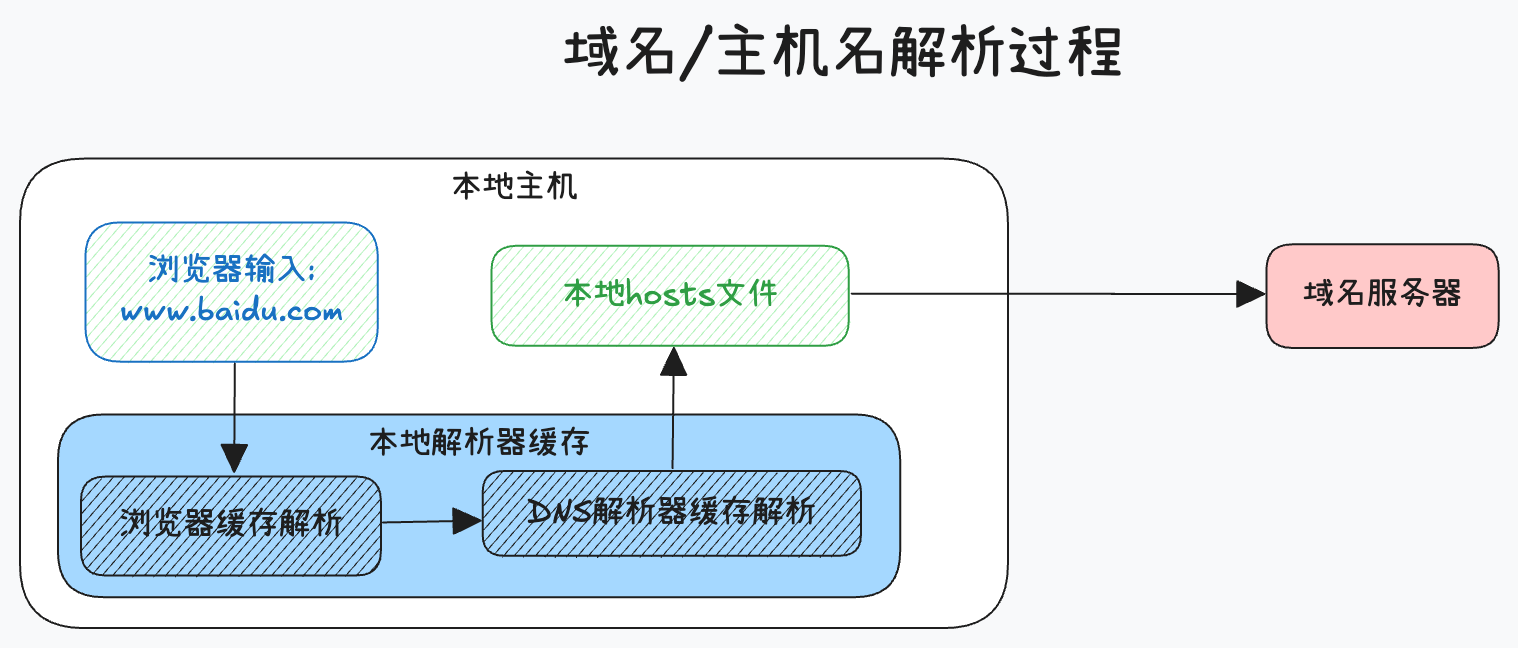 域名/主机名解析过程
本地主机
浏览器输入:
www.baidu.com
本地hosts文件
域名服务器
本地解析器缓存
浏览器缓存解析
DNS解析器缓存解析